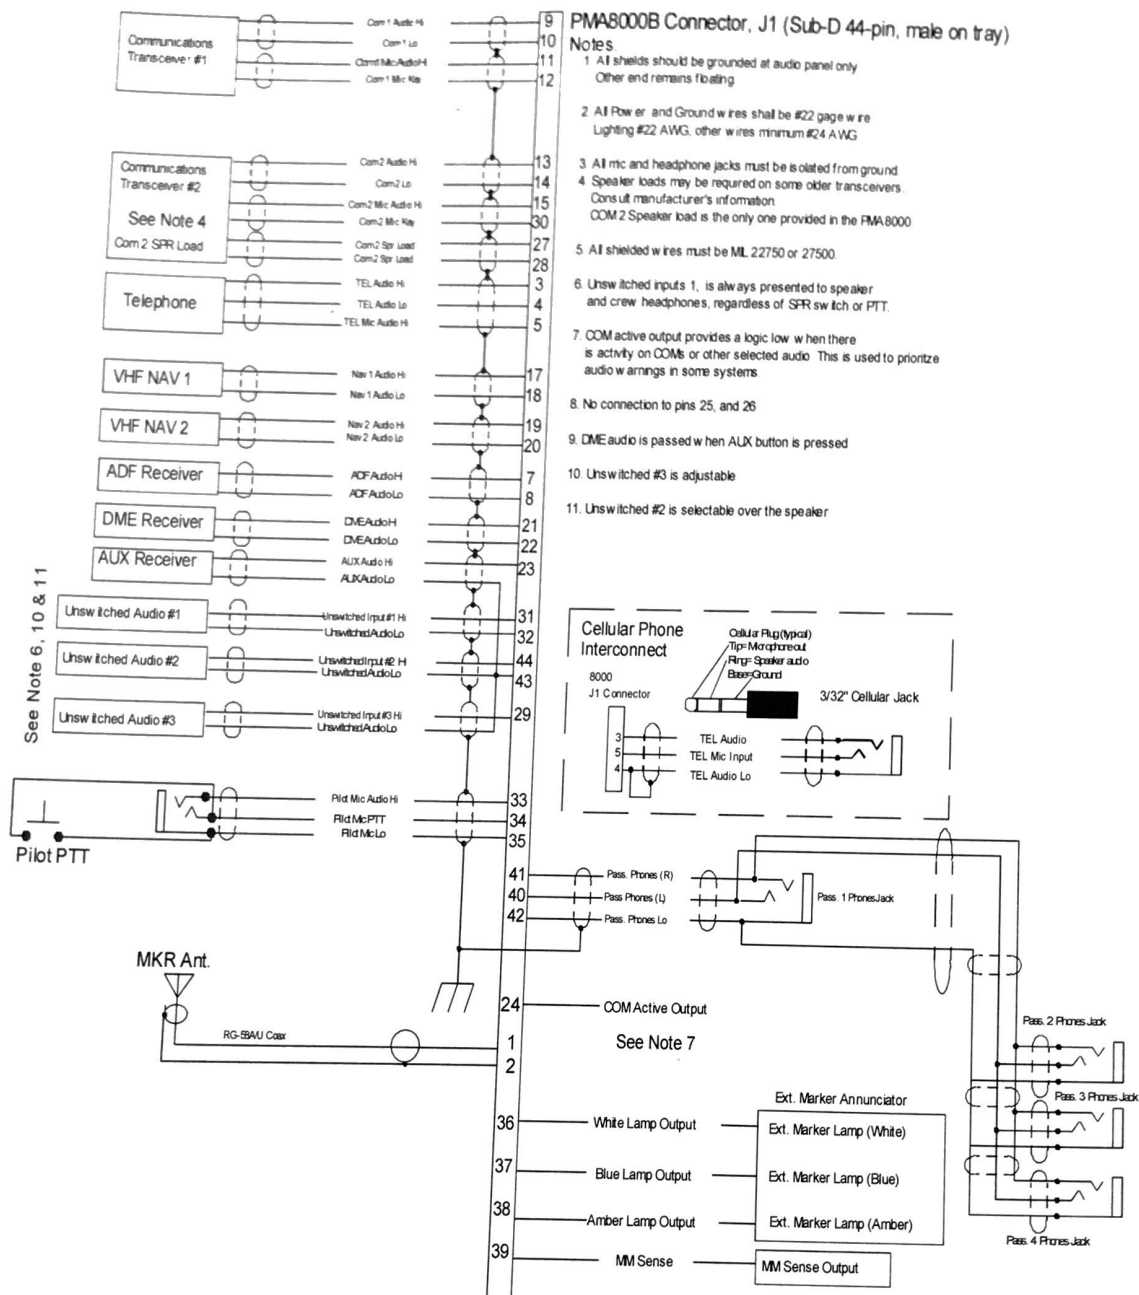 PMA8000B Connector, J1 (Sub-D 44-pin, male on tray)
Notes.
1 All shields should be grounded at audio panel only
Other end remains floating
2 All Power and Ground wires shall be #22 gage wire
Lighting #22 AWG, other wires minimum #24 AWG
3 All mic and headphone jacks must be isolated from ground
4 Speaker loads may be required on some older transceivers.
Consult manufacturer's information.
COM 2 Speaker load is the only one provided in the PMA8000
5 All shielded wires must be MIL 22750 or 27500.
6. Unswitched inputs 1, is always presented to speaker
and crew headphones, regardless of SPR switch or PTT.
7. COM active output provides a logic low when there
is activity on COMs or other selected audio This is used to prioritze
audio warnings in some systems
8. No connection to pins 25, and 26
9. DME audio is passed when AUX button is pressed
10. Unswitched #3 is adjustable
11. Unswitched #2 is selectable over the speaker
Communications
Transceiver #1
Com 1 Audio Hi 9
Com 1 Lo 10
Com1 Mic Audio Hi 11
Com 1 Mic Key 12
Communications
Transceiver #2
See Note 4
Com 2 SPR Load
Com2 Audio Hi 13
Com2 Lo 14
Com2 Mic Audio Hi 15
Com2 Mic Key 30
Com2 Spr Load 27
Com2 Spr Load 28
Telephone
TEL Audio Hi 3
TEL Audio Lo 4
TEL Mic Audio Hi 5
VHF NAV 1
Nav 1 Audio Hi 17
Nav 1 Audio Lo 18
VHF NAV 2
Nav 2 Audio Hi 19
Nav 2 Audio Lo 20
ADF Receiver
ADF Audio Hi 7
ADF Audio Lo 8
DME Receiver
DME Audio Hi 21
DME Audio Lo 22
AUX Receiver
AUX Audio Hi 23
AUX Audio Lo
See Note 6, 10 & 11
Unswitched Audio #1
Unswitched Input #1 Hi 31
Unswitched Audio Lo 32
Unswitched Audio #2
Unswitched Input #2 H 44
Unswitched Audio Lo 43
Unswitched Audio #3
Unswitched Input #3 Hi 29
Unswitched Audio Lo
Pilot PTT
Pilot Mic Audio Hi 33
Pilot Mic PTT 34
Pilot Mic Lo 35
Cellular Phone
Interconnect
Cellular Plug (typical)
Tip= Microphone out
Ring= Speaker audio
Base=Ground
8000
J1 Connector
3/32" Cellular Jack
3 TEL Audio
5 TEL Mic Input
4 TEL Audio Lo
41 Pass. Phones (R)
40 Pass Phones (L)
42 Pass. Phones Lo
Pass. 1 Phones Jack
MKR Ant.
RG-58A/U Coax
1
2
24 COM Active Output
See Note 7
Pass. 2 Phones Jack
Pass. 3 Phones Jack
Pass. 4 Phones Jack
Ext. Marker Annunciator
36 White Lamp Output Ext. Marker Lamp (White)
37 Blue Lamp Output Ext. Marker Lamp (Blue)
38 Amber Lamp Output Ext. Marker Lamp (Amber)
39 MM Sense MM Sense Output